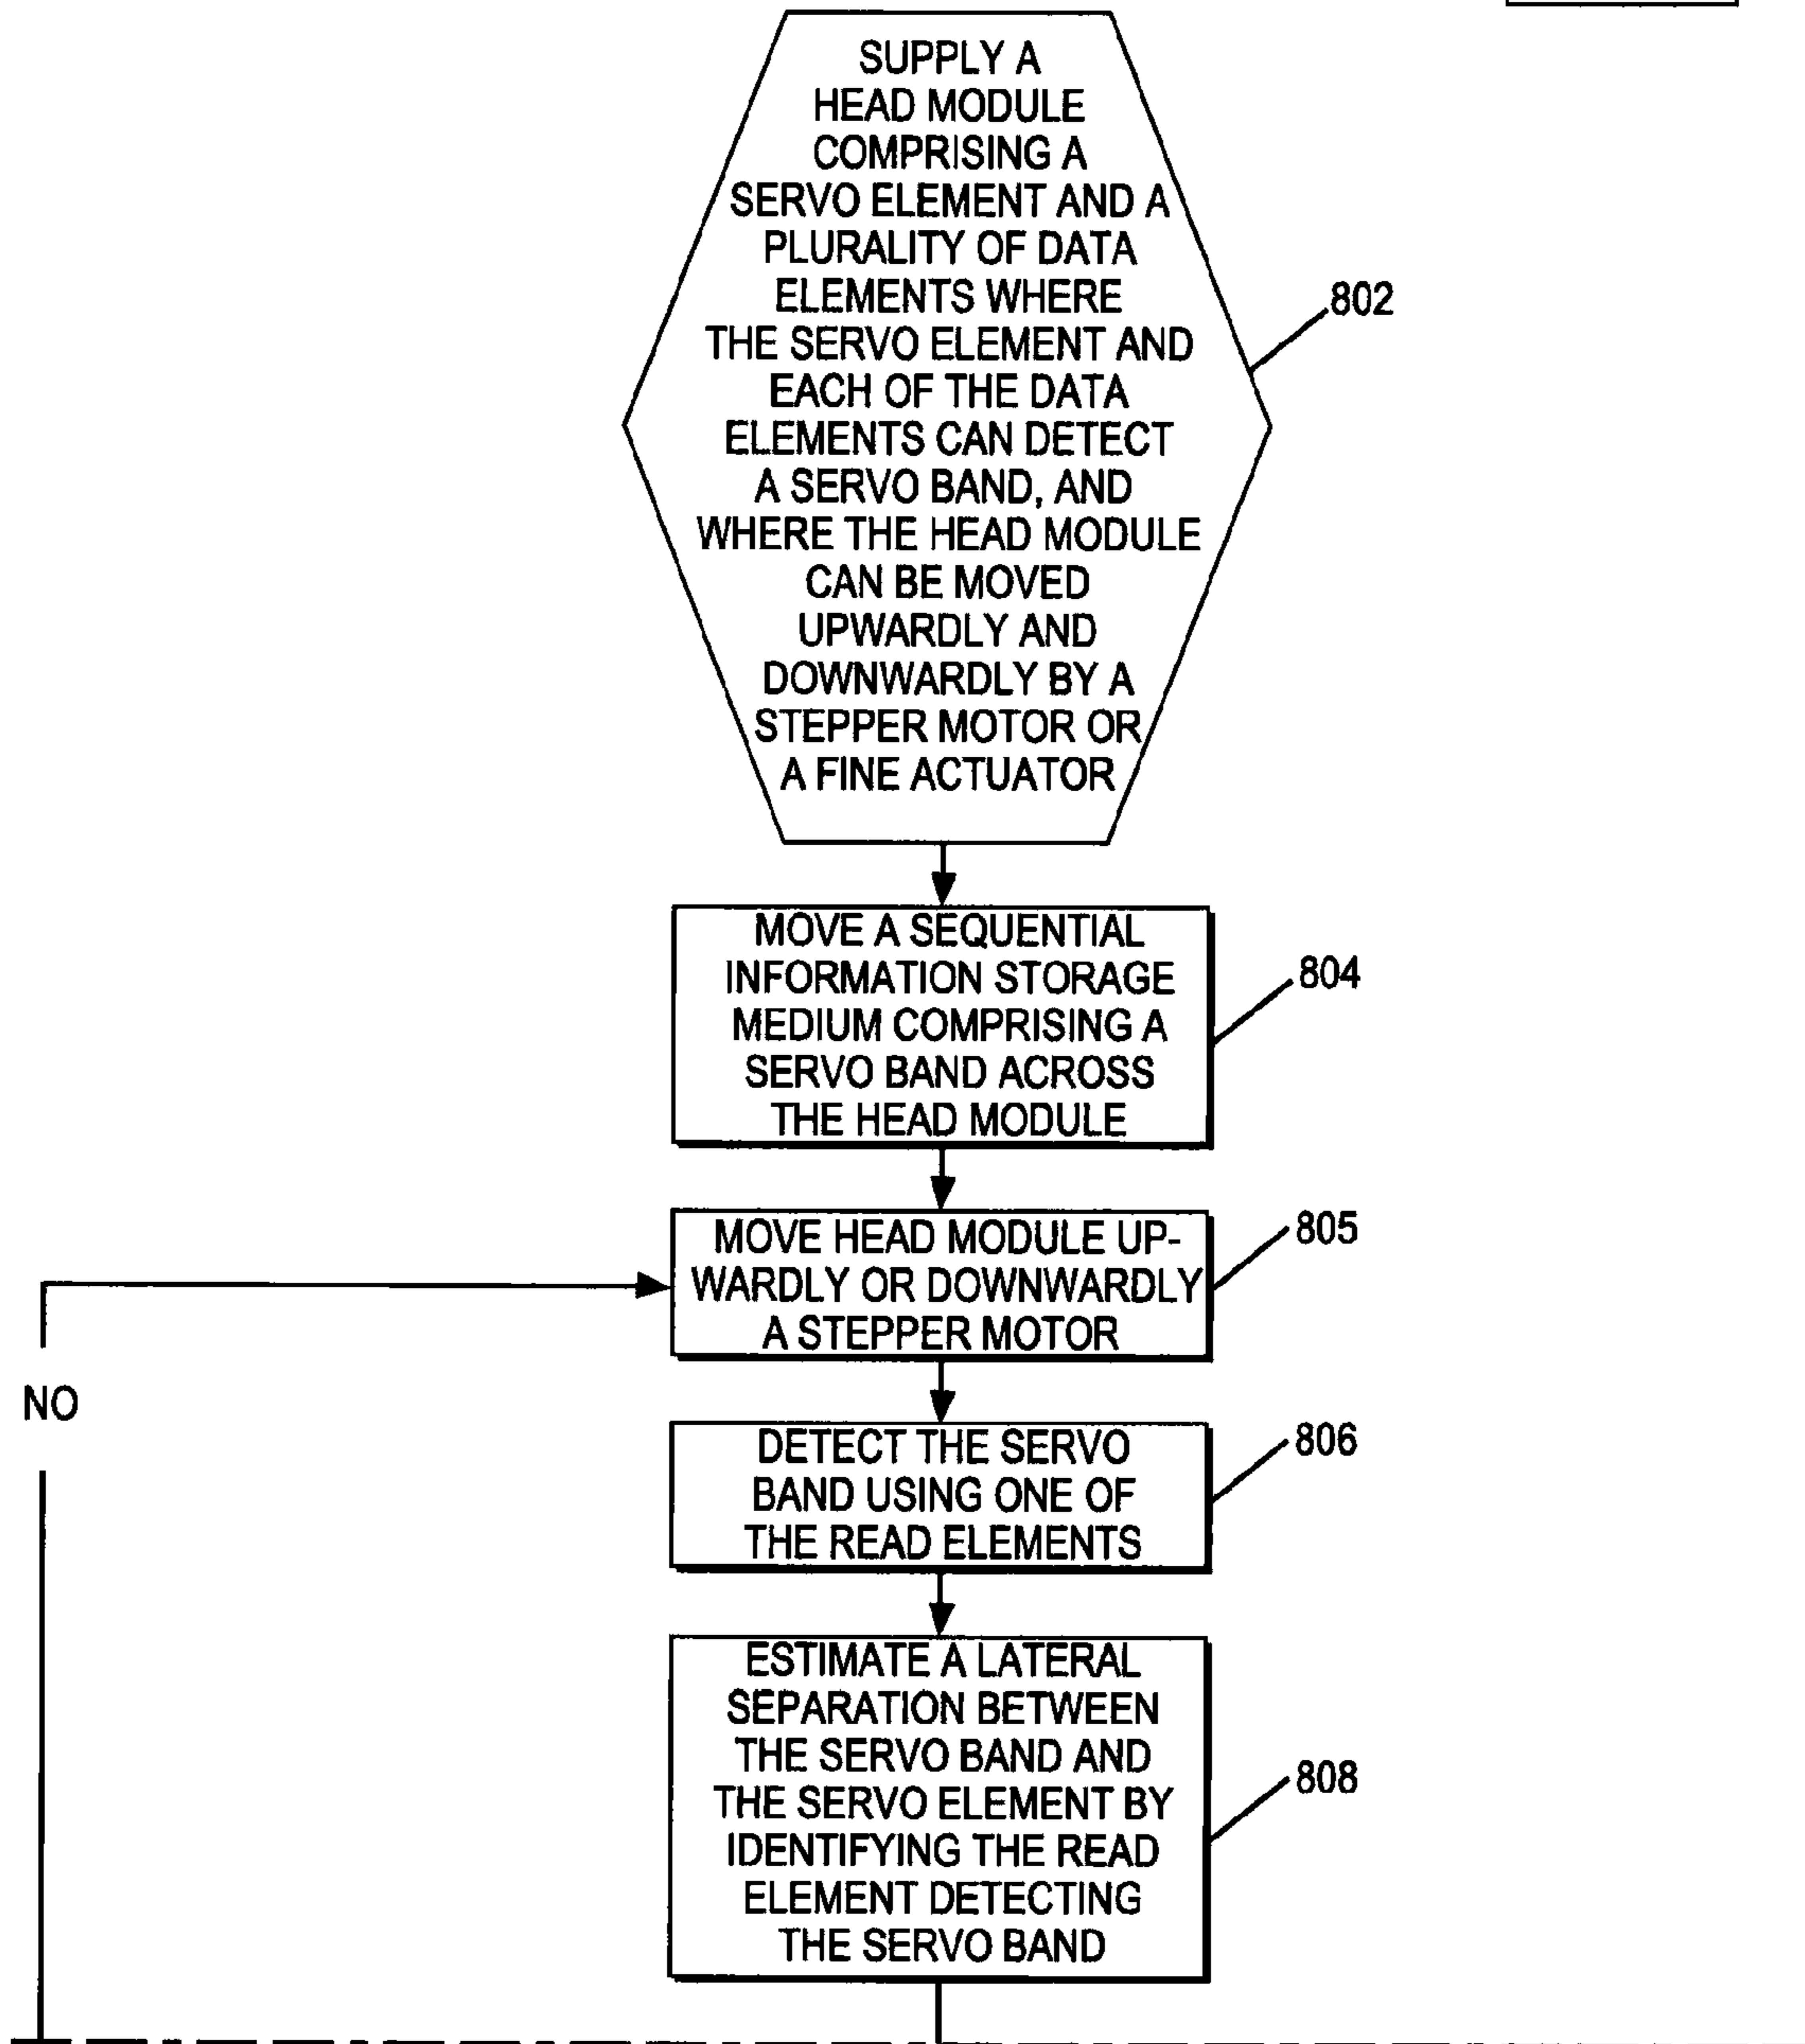 SUPPLY A
HEAD MODULE
COMPRISING A
SERVO ELEMENT AND A
PLURALITY OF DATA
ELEMENTS WHERE
THE SERVO ELEMENT AND
EACH OF THE DATA
ELEMENTS CAN DETECT
A SERVO BAND, AND
WHERE THE HEAD MODULE
CAN BE MOVED
UPWARDLY AND
DOWNWARDLY BY A
STEPPER MOTOR OR
A FINE ACTUATOR
802
MOVE A SEQUENTIAL
INFORMATION STORAGE
MEDIUM COMPRISING A
SERVO BAND ACROSS
THE HEAD MODULE
804
MOVE HEAD MODULE UP-
WARDLY OR DOWNWARDLY
A STEPPER MOTOR
805
NO
DETECT THE SERVO
BAND USING ONE OF
THE READ ELEMENTS
806
ESTIMATE A LATERAL
SEPARATION BETWEEN
THE SERVO BAND AND
THE SERVO ELEMENT BY
IDENTIFYING THE READ
ELEMENT DETECTING
THE SERVO BAND
808